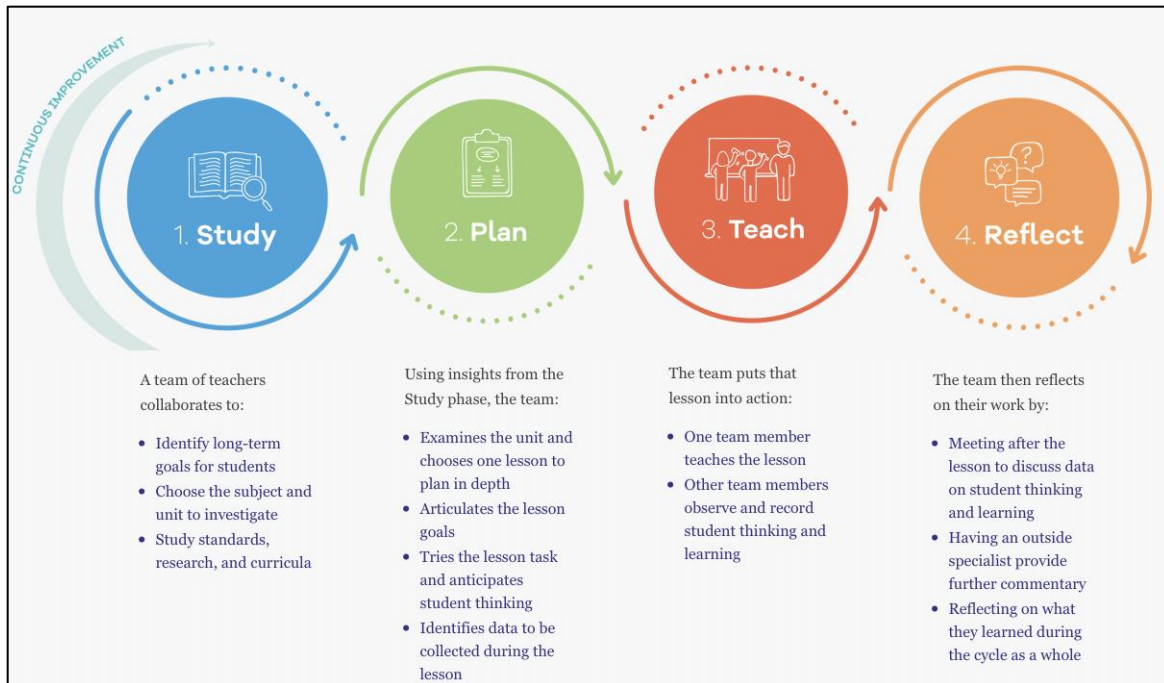 CONTINUOUS IMPROVEMENT
1. Study
2. Plan
3. Teach
4. Reflect
A team of teachers
collaborates to:
• Identify long-term
goals for students
• Choose the subject and
unit to investigate
• Study standards,
research, and curricula
Using insights from the
Study phase, the team:
• Examines the unit and
chooses one lesson to
plan in depth
• Articulates the lesson
goals
• Tries the lesson task
and anticipates
student thinking
• Identifies data to be
collected during the
lesson
The team puts that
lesson into action:
• One team member
teaches the lesson
• Other team members
observe and record
student thinking and
learning
The team then reflects
on their work by:
• Meeting after the
lesson to discuss data
on student thinking
and learning
• Having an outside
specialist provide
further commentary
• Reflecting on what
they learned during
the cycle as a whole
?